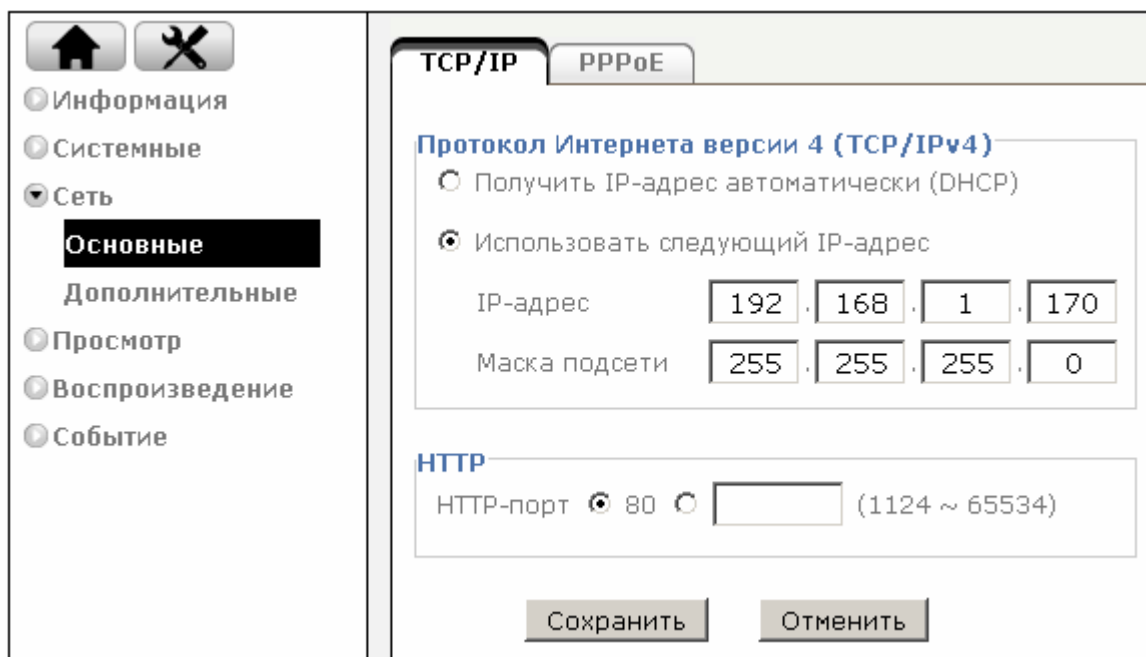 Информация
Системные
Сеть
Основные
Дополнительные
Просмотр
Воспроизведение
Событие
TCP/IP PPPoE
Протокол Интернета версии 4 (TCP/IPv4)
Получить IP-адрес автоматически (DHCP)
Использовать следующий IP-адрес
IP-адрес 192 . 168 . 1 . 170
Маска подсети 255 . 255 . 255 . 0
HTTP
HTTP-порт 80 (1124 ~ 65534)
Сохранить Отменить